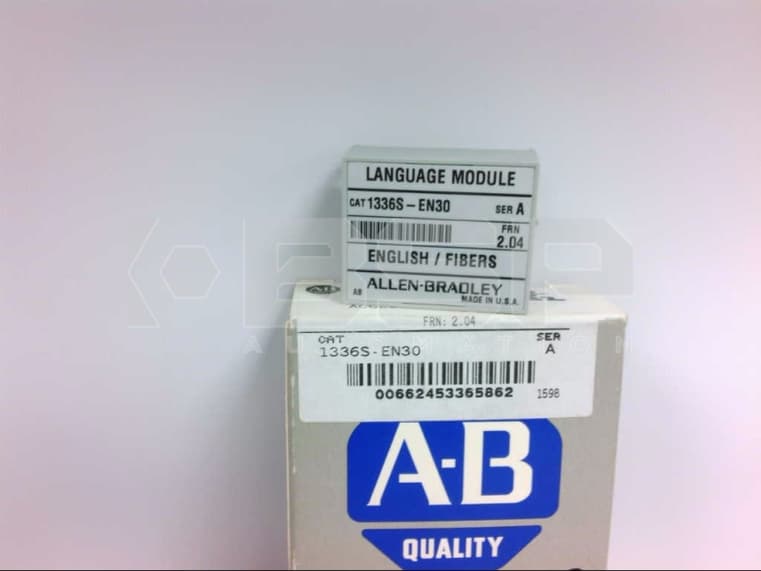 LANGUAGE MODULE
CAT 1336S-EN30 SER A
FRN
2.04
ENGLISH / FIBERS
AB ALLEN-BRADLEY
MADE IN U.S.A.
AB
FRN: 2.04
CAT SER
1336S-EN30 A
00662453365862 1598
A-B
QUALITY